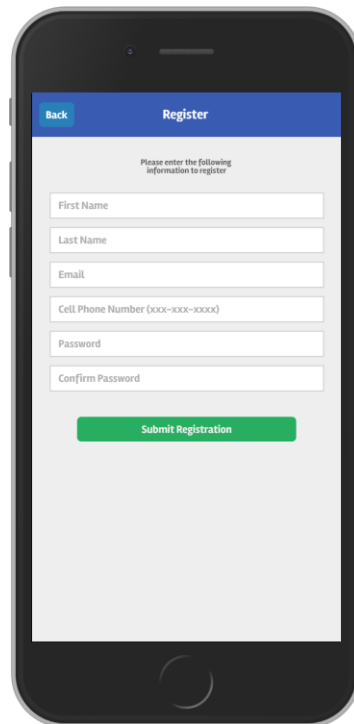 Back
Register
Please enter the following
information to register
First Name
Last Name
Email
Cell Phone Number (xxx-xxx-xxxx)
Password
Confirm Password
Submit Registration